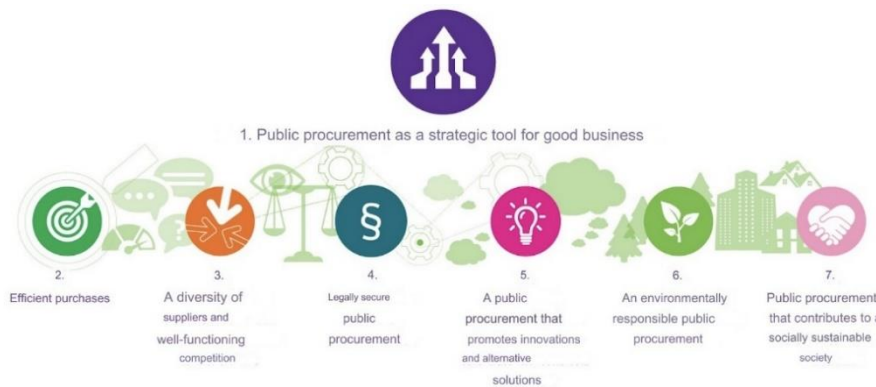 1. Public procurement as a strategic tool for good business
2.
Efficient purchases
3.
A diversity of
suppliers and
well-functioning
competition
4.
Legally secure
public
procurement
5.
A public
procurement that
promotes innovations
and alternative
solutions
6.
An environmentally
responsible public
procurement
7.
Public procurement
that contributes to a
socially sustainable
society
§
?